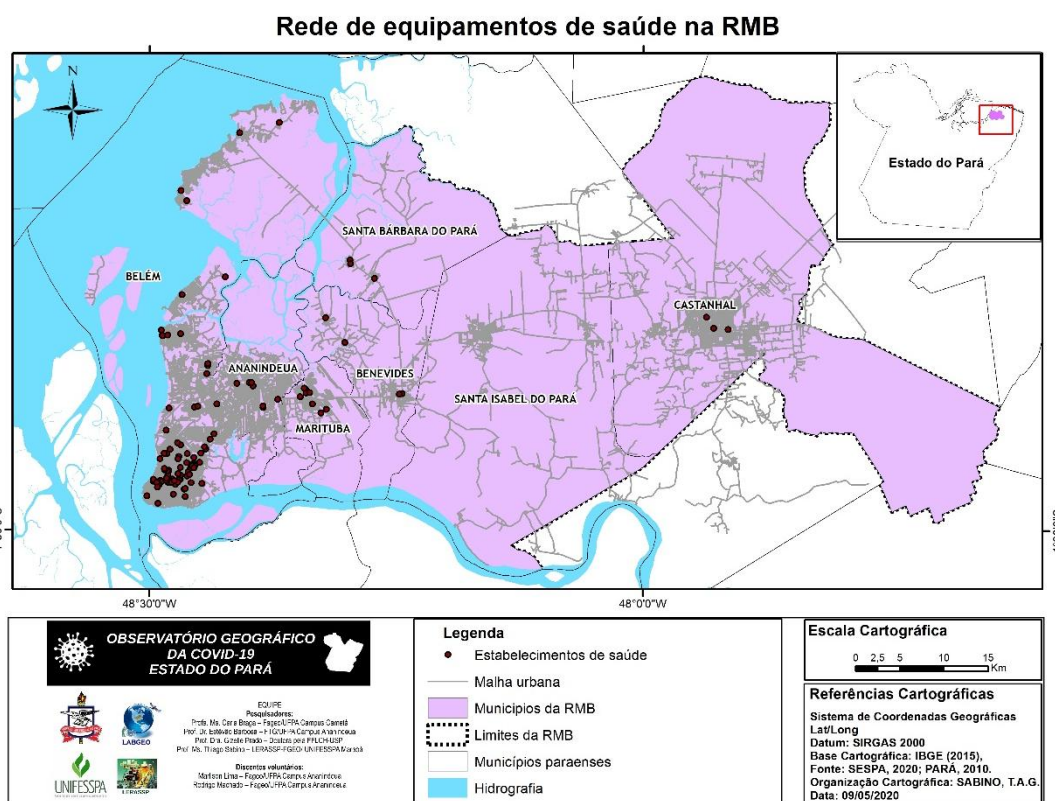 Rede de equipamentos de saúde na RMB
N
Estado do Pará
SANTA BÁRBARA DO PARÁ
BELÉM
CASTANHAL
ANANINDEUA
BENEVIDES
SANTA ISABEL DO PARÁ
MARITUBA
48°30'0"W
48°0'0"W
OBSERVATÓRIO GEOGRÁFICO
DA COVID-19
ESTADO DO PARÁ
LABGEO
UNIFESSPA
LERASSP
EQUIPE
Pesquisadores:
Discentes voluntários:
Legenda
Estabelecimentos de saúde
Malha urbana
Municípios da RMB
Limites da RMB
Municípios paraenses
Hidrografia
Escala Cartográfica
0 2,5 5 10 15
Km
Referências Cartográficas
Sistema de Coordenadas Geográficas
Lat/Long
Datum: SIRGAS 2000
Base Cartográfica: IBGE (2015),
Fonte: SESPA, 2020; PARÁ, 2010.
Organização Cartográfica: SABINO, T.A.G.
Data: 09/05/2020